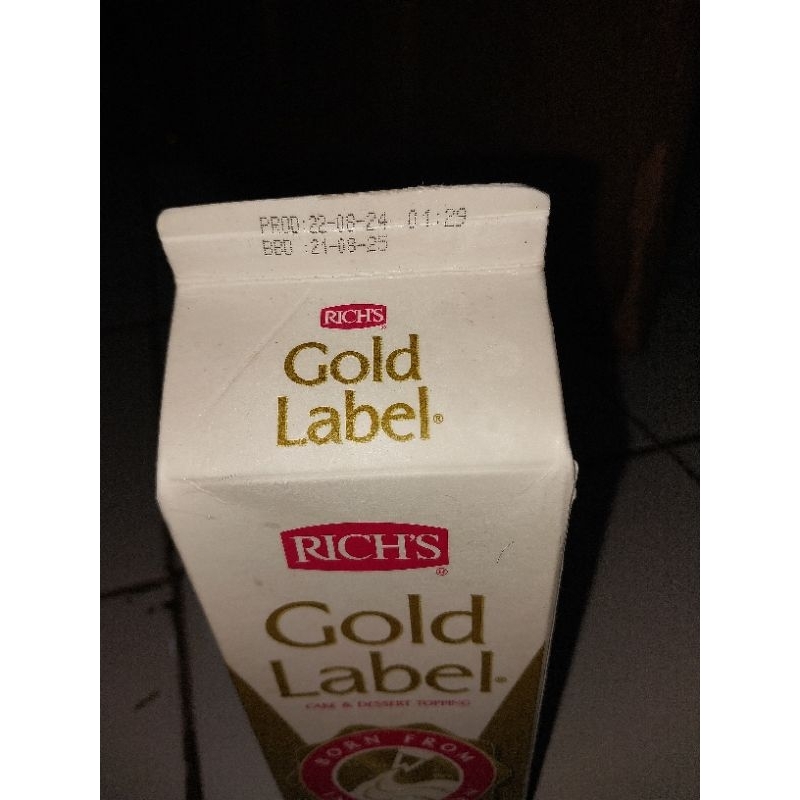 PROD:22-08-24 01:29
BBD :21-08-25
RICH'S
Gold
Label®
RICH'S®
Gold
Label®
CAKE & DESSERT TOPPING
BORN FROM